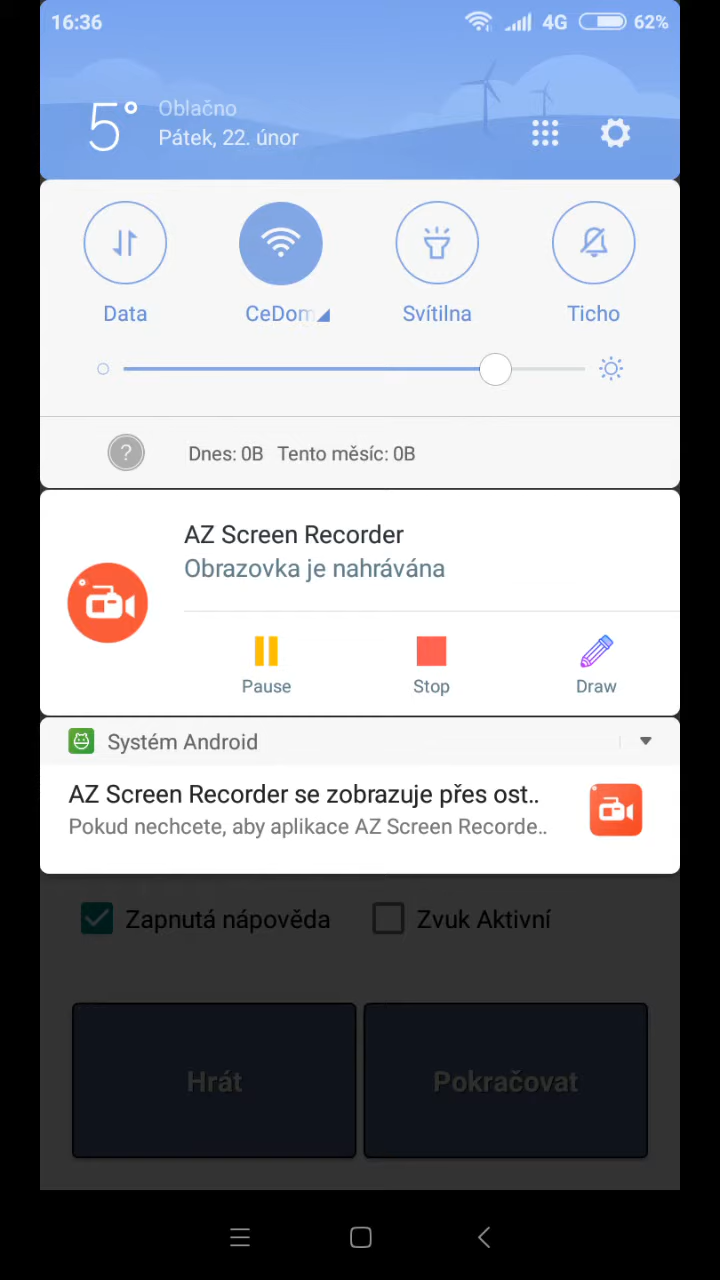 16:36
4G 62%
5°
Oblačno
Pátek, 22. únor
Data
CeDom
Svítilna
Ticho
Dnes: 0B Tento měsíc: 0B
AZ Screen Recorder
Obrazovka je nahrávána
Pause
Stop
Draw
Systém Android
AZ Screen Recorder se zobrazuje přes ost..
Pokud nechcete, aby aplikace AZ Screen Recorde..
Zapnutá nápověda
Zvuk Aktivní
Hrát
Pokračovat